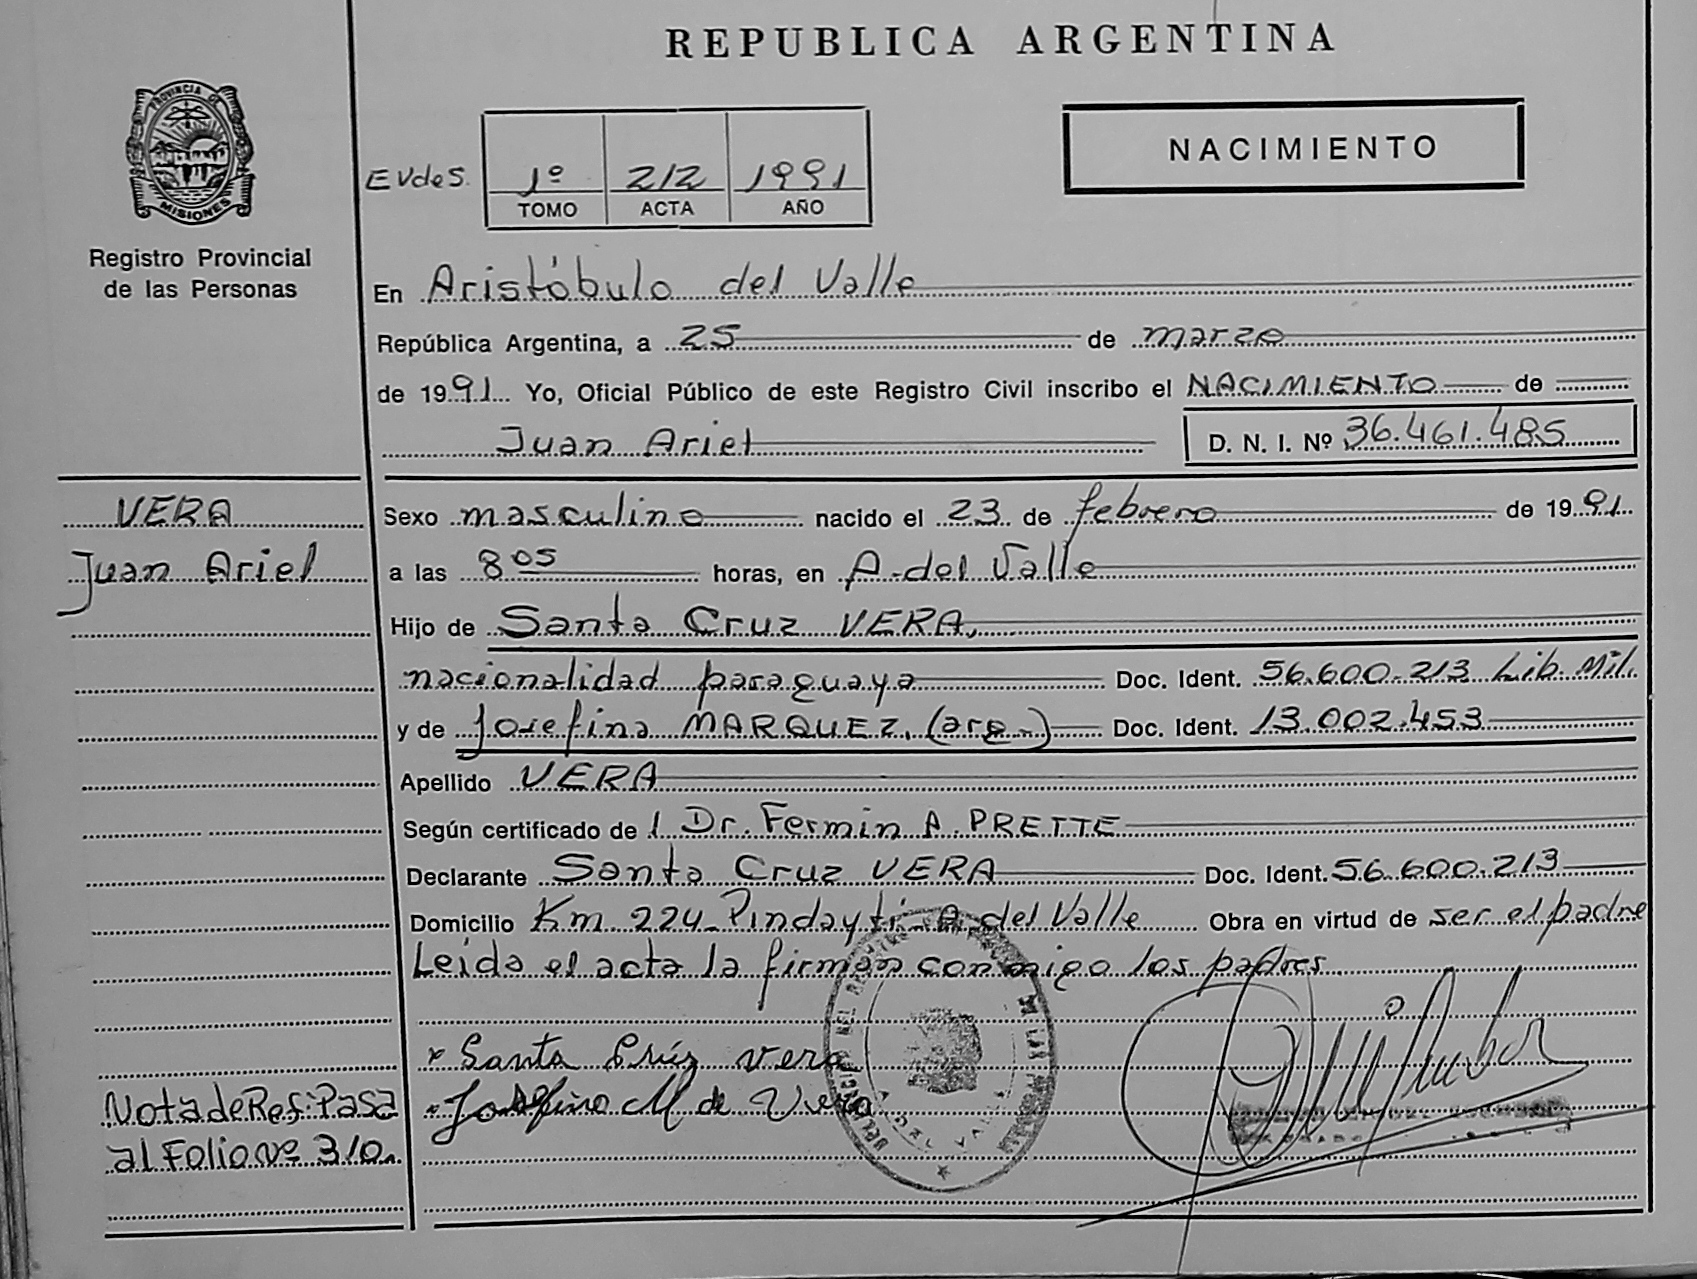 REPUBLICA ARGENTINA
PROVINCIA DE
MISIONES
Registro Provincial
de las Personas
NACIMIENTO
EVdes. 1º 212 1991
TOMO ACTA AÑO
En Aristóbulo del Valle
República Argentina, a 25 de marzo
de 1991 Yo, Oficial Público de este Registro Civil inscribo el NACIMIENTO de
Juan Ariel D. N. I. Nº 36.461.485
VERA
Juan Ariel
Sexo masculino nacido el 23 de febrero de 1991
a las 8 05 horas, en A. del Valle
Hijo de Santa Cruz VERA,
nacionalidad paraguaya Doc. Ident. 56.600.213 Lib. Mil.
y de Josefina MARQUEZ, (arg.) Doc. Ident. 13.002.453
Apellido VERA
Según certificado de l Dr. Fermin A. PRETTE
Declarante Santa Cruz VERA Doc. Ident. 56.600.213
Domicilio Km 224 Pindaytí - A. del Valle Obra en virtud de ser el padre
Leida el acta la firman conmigo los padres
x Santa Crúz vera
x Josefina M de Vera
Nota de Ref: Pasa
al Folio Nº 310.
DEL VALLE